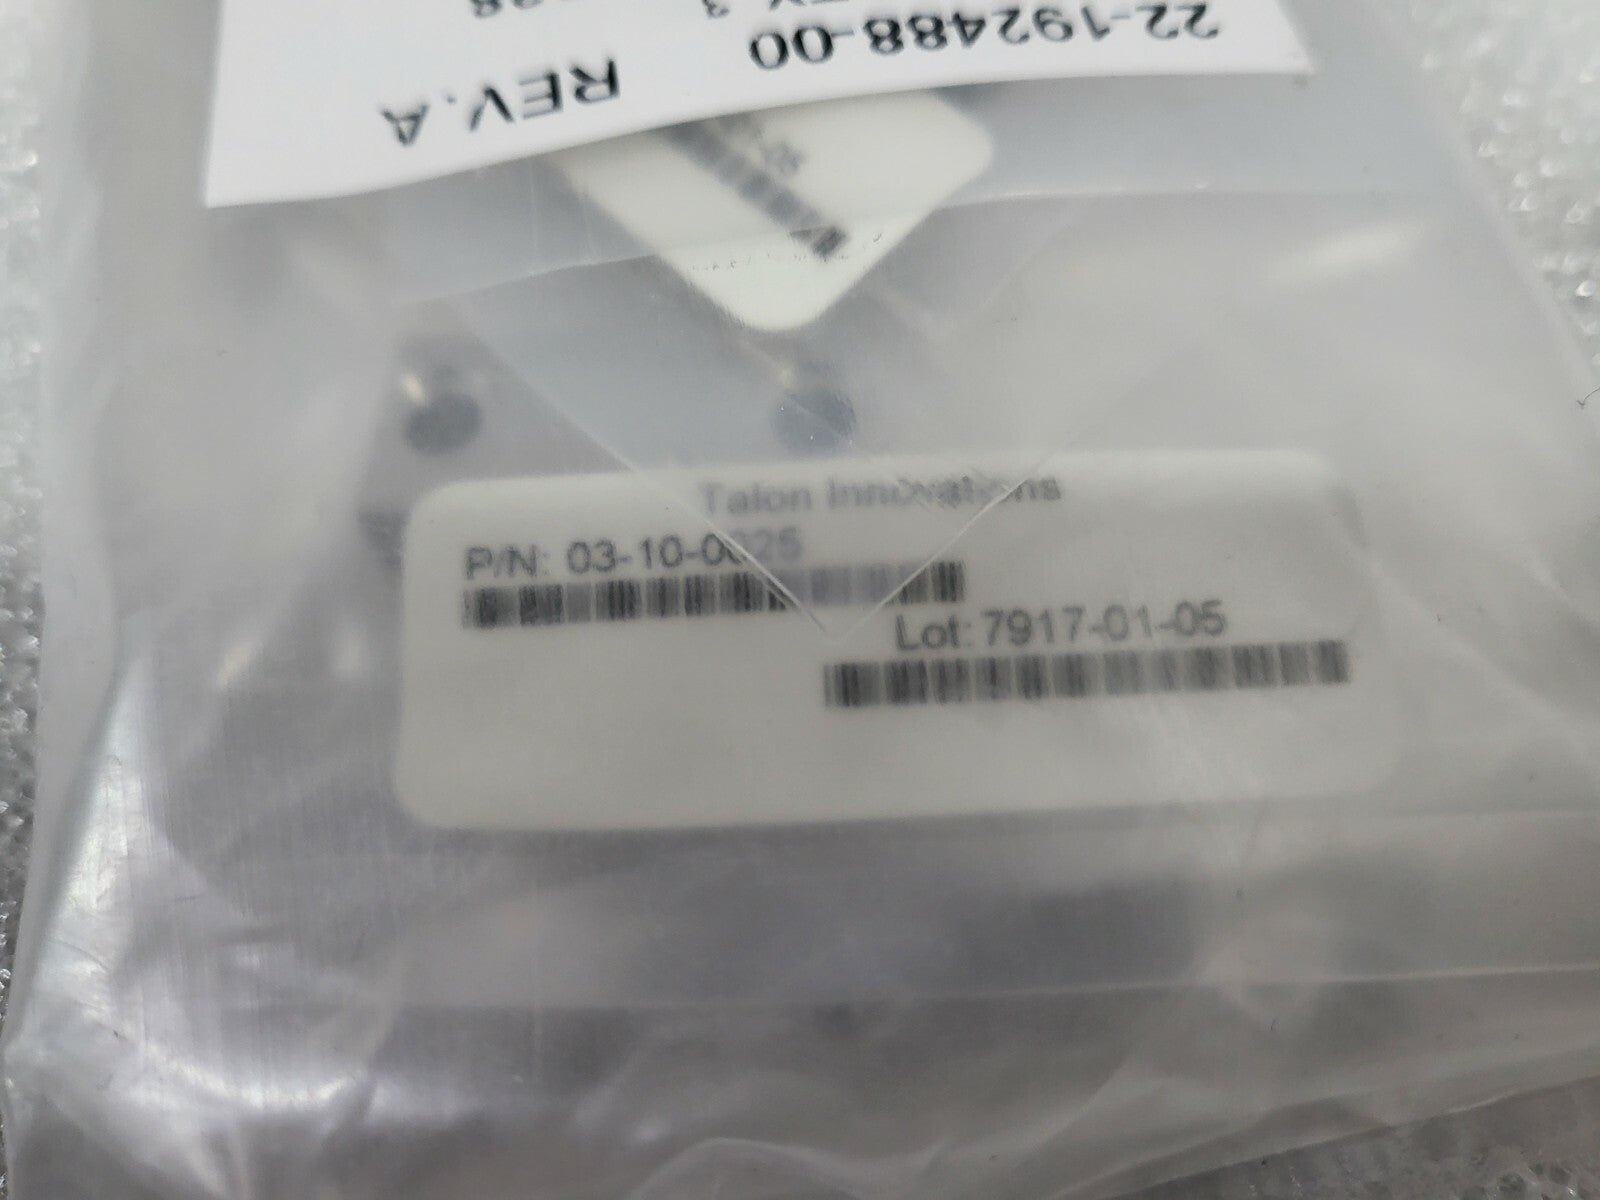 22-192488-00 REV.A
Talon Innovations
P/N: 03-10-0025
Lot: 7917-01-05